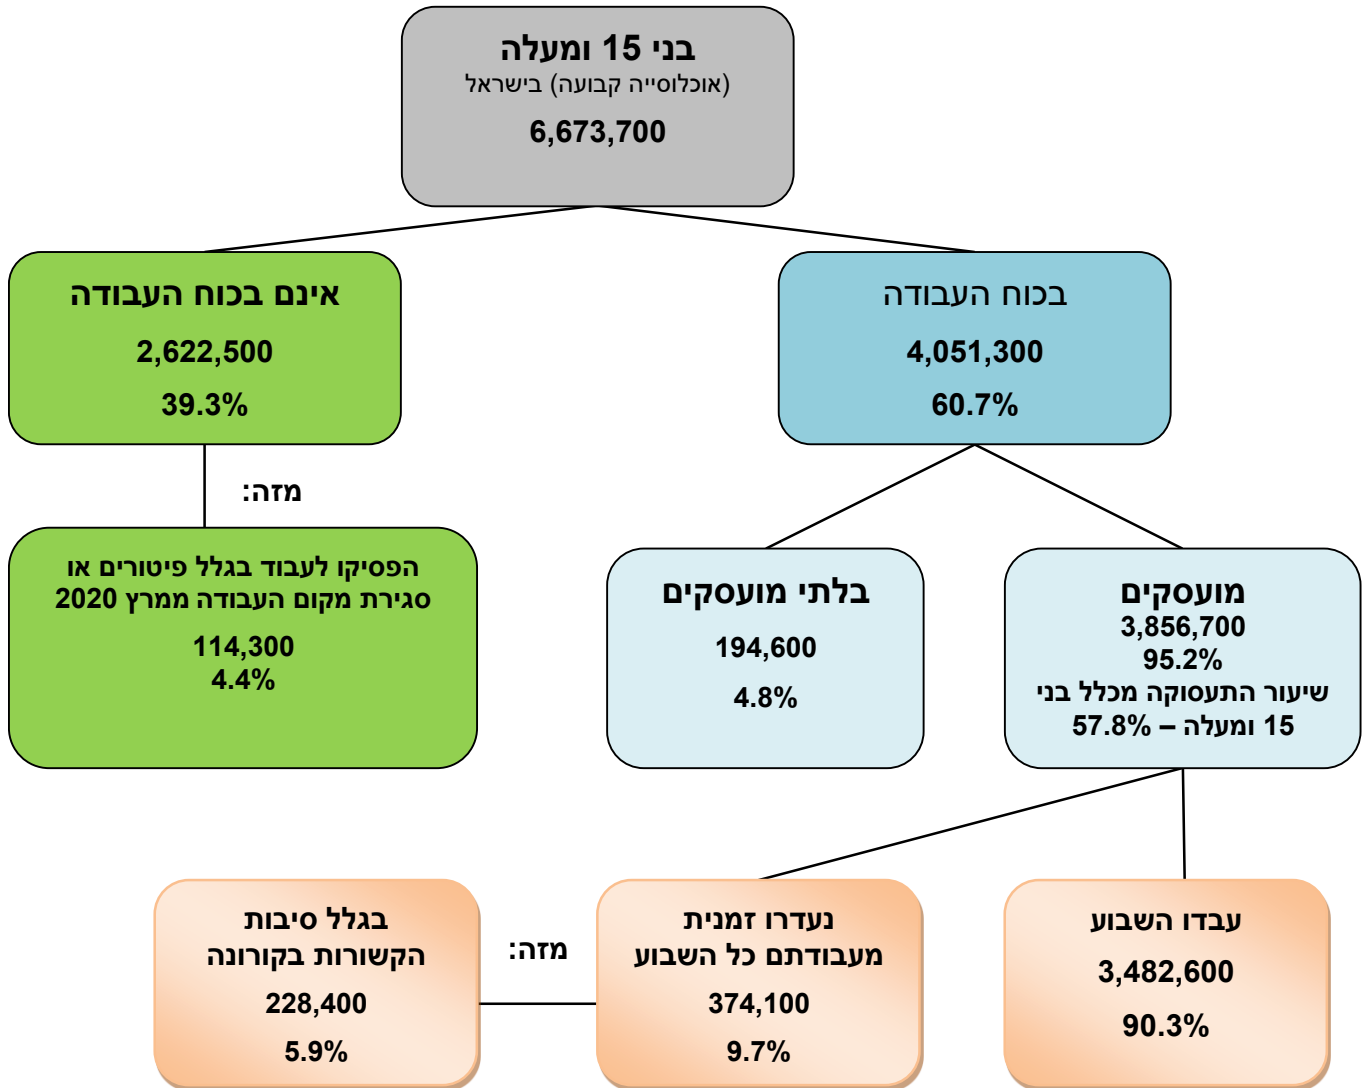 בני 15 ומעלה
(אוכלוסייה קבועה) בישראל
6,673,700
בכוח העבודה
4,051,300
60.7%
אינם בכוח העבודה
2,622,500
39.3%
מזה:
הפסיקו לעבוד בגלל פיטורים או
סגירת מקום העבודה ממרץ 2020
114,300
4.4%
מועסקים
3,856,700
95.2%
שיעור התעסוקה מכלל בני
15 ומעלה – 57.8%
בלתי מועסקים
194,600
4.8%
עבדו השבוע
3,482,600
90.3%
נעדרו זמנית
מעבודתם כל השבוע
374,100
9.7%
מזה:
בגלל סיבות
הקשורות בקורונה
228,400
5.9%